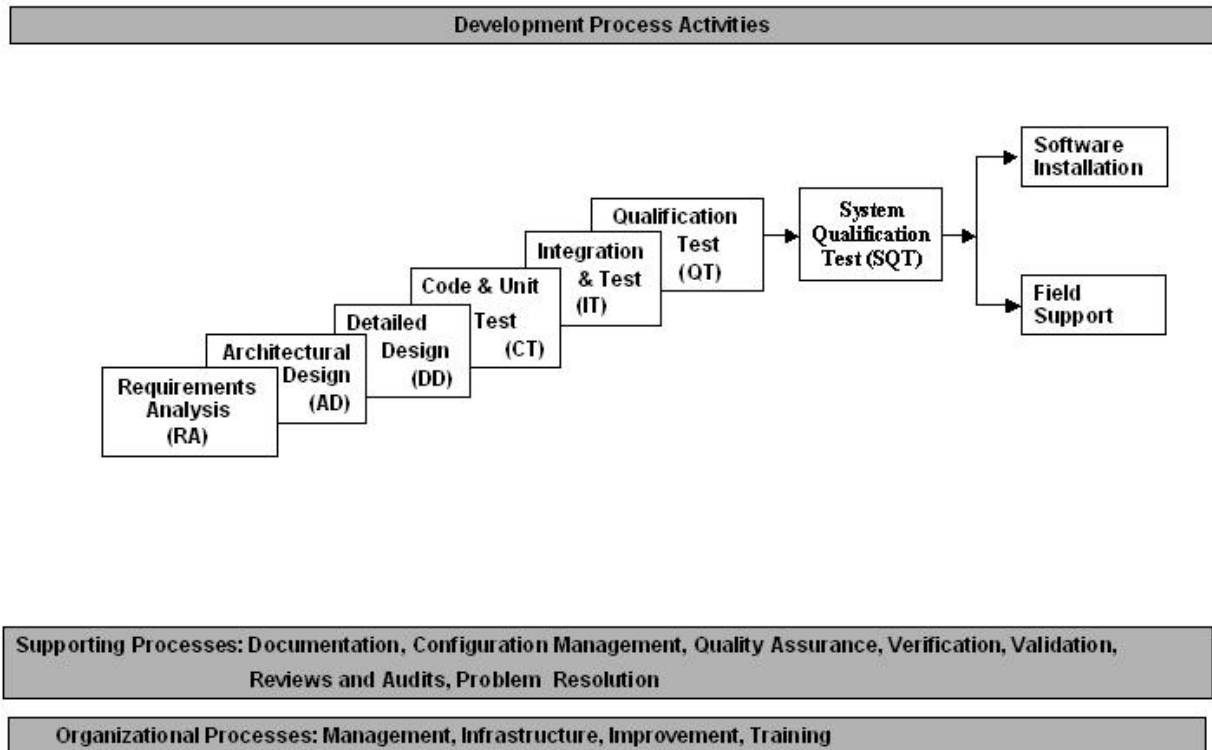 Development Process Activities
Software
Installation
System
Qualification
Test (SQT)
Field
Support
Qualification
Test
(QT)
Integration
& Test
(IT)
Code & Unit
Test
(CT)
Detailed
Design
(DD)
Architectural
Design
(AD)
Requirements
Analysis
(RA)
Supporting Processes: Documentation, Configuration Management, Quality Assurance, Verification, Validation,
Reviews and Audits, Problem Resolution
Organizational Processes: Management, Infrastructure, Improvement, Training